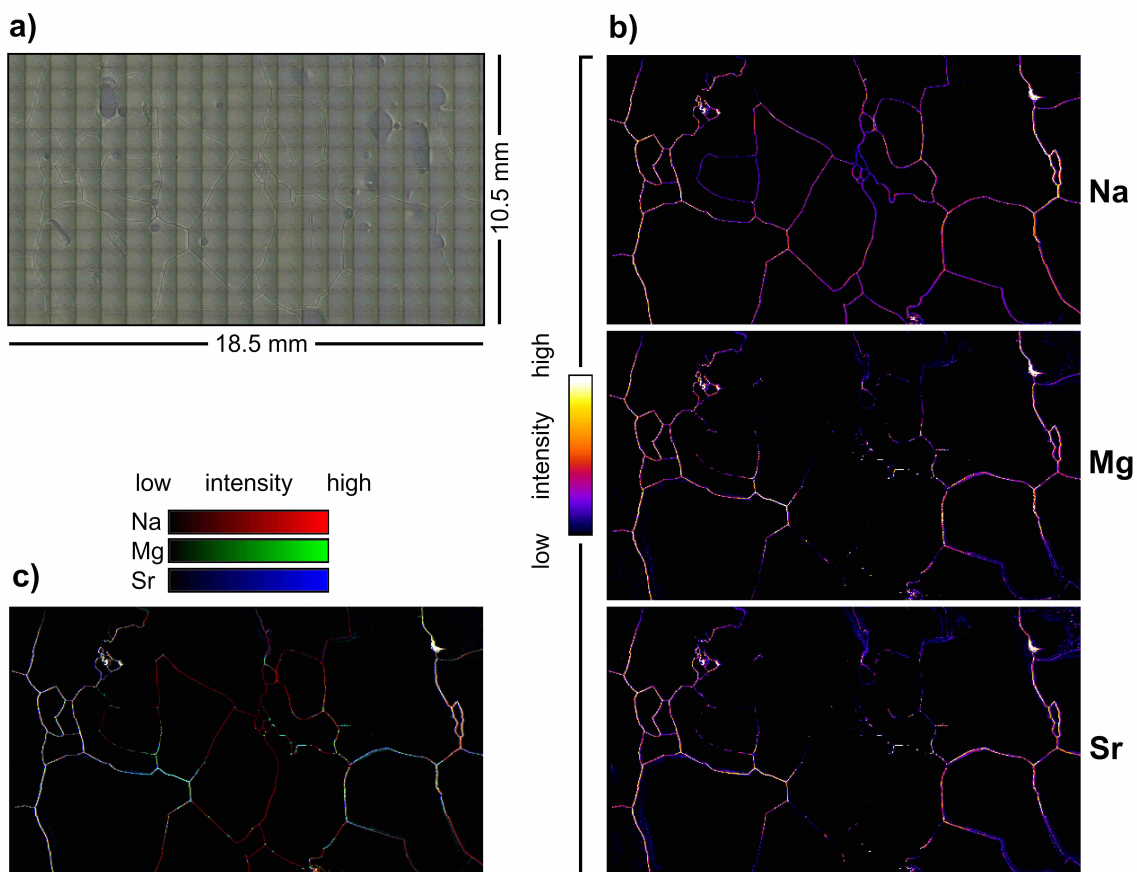 a)
b)
10.5 mm
18.5 mm
Na
low intensity high
Mg
low intensity high
Na
Mg
Sr
c)
Sr